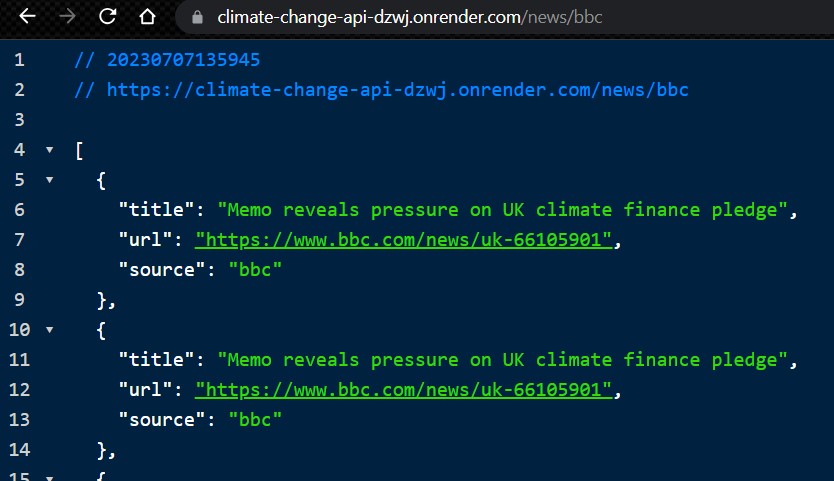 climate-change-api-dzwj.onrender.com/news/bbc
1 // 20230707135945
2 // https://climate-change-api-dzwj.onrender.com/news/bbc
3
4 [
5 {
6 "title": "Memo reveals pressure on UK climate finance pledge",
7 "url": "https://www.bbc.com/news/uk-66105901",
8 "source": "bbc"
9 },
10 {
11 "title": "Memo reveals pressure on UK climate finance pledge",
12 "url": "https://www.bbc.com/news/uk-66105901",
13 "source": "bbc"
14 },
15 {